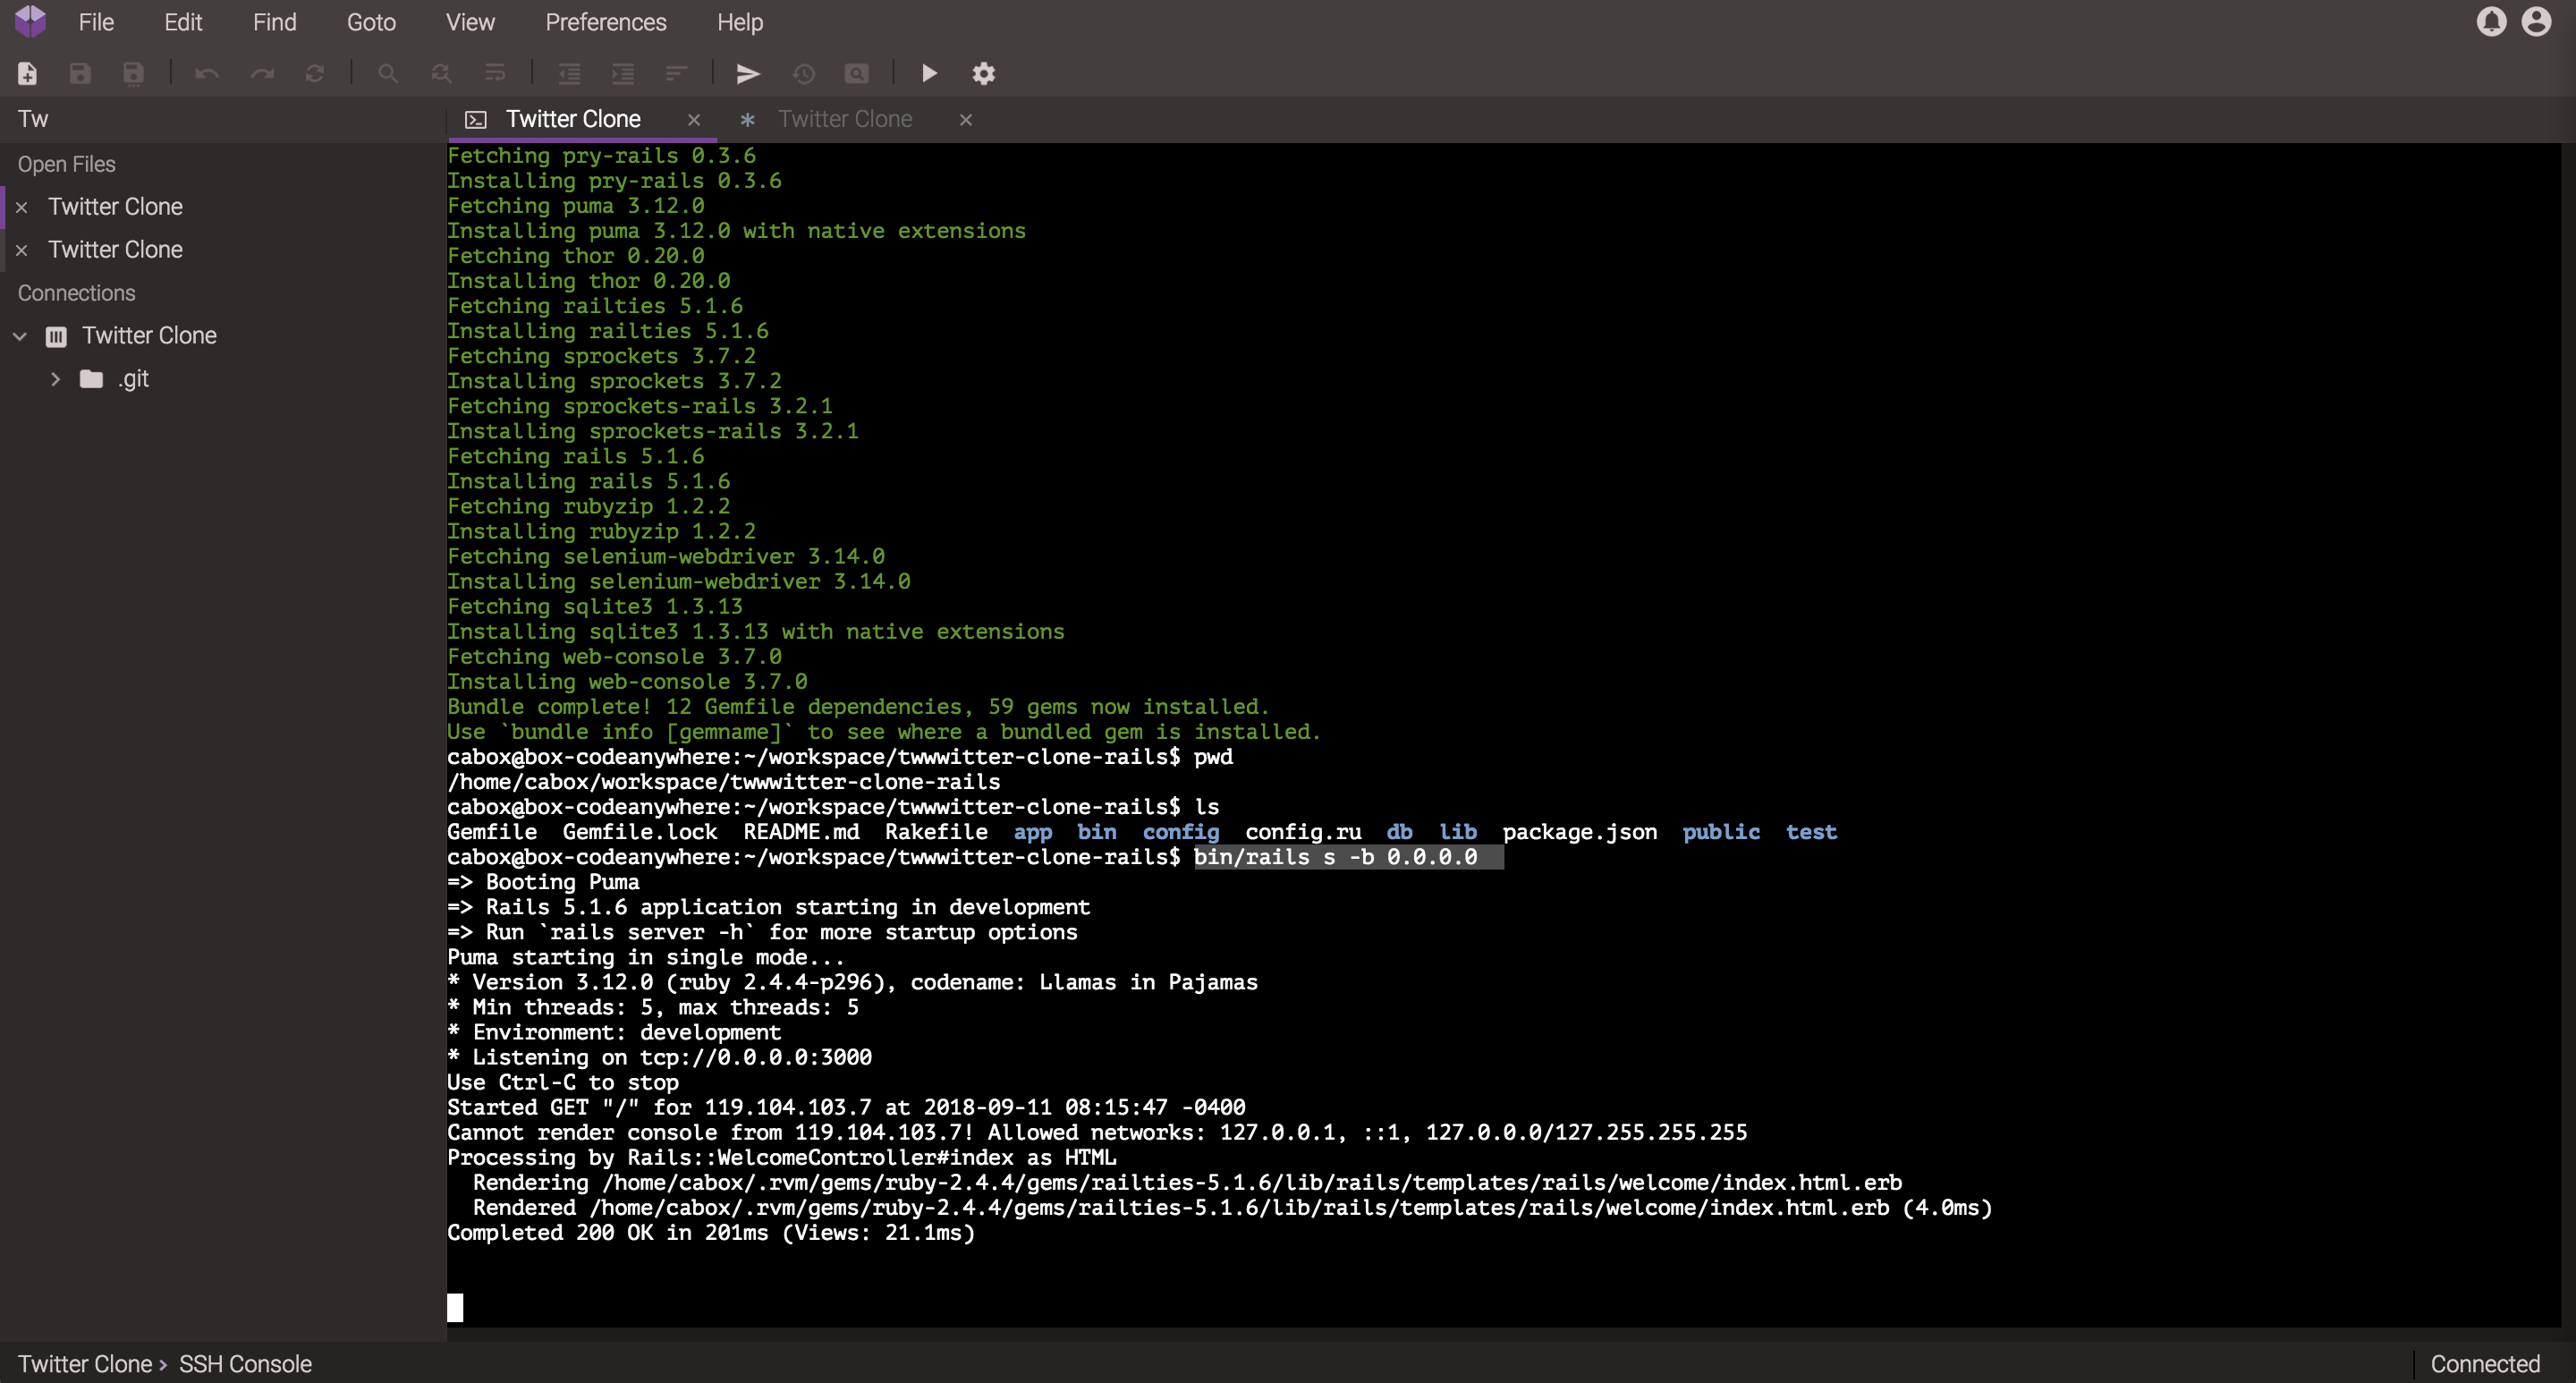 File Edit Find Goto View Preferences Help
Tw
Twitter Clone
Twitter Clone
Open Files
Twitter Clone
Twitter Clone
Connections
Twitter Clone
.git
Fetching pry-rails 0.3.6
Installing pry-rails 0.3.6
Fetching puma 3.12.0
Installing puma 3.12.0 with native extensions
Fetching thor 0.20.0
Installing thor 0.20.0
Fetching railties 5.1.6
Installing railties 5.1.6
Fetching sprockets 3.7.2
Installing sprockets 3.7.2
Fetching sprockets-rails 3.2.1
Installing sprockets-rails 3.2.1
Fetching rails 5.1.6
Installing rails 5.1.6
Fetching rubyzip 1.2.2
Installing rubyzip 1.2.2
Fetching selenium-webdriver 3.14.0
Installing selenium-webdriver 3.14.0
Fetching sqlite3 1.3.13
Installing sqlite3 1.3.13 with native extensions
Fetching web-console 3.7.0
Installing web-console 3.7.0
Bundle complete! 12 Gemfile dependencies, 59 gems now installed.
Use `bundle info [gemname]` to see where a bundled gem is installed.
cabox@box-codeanywhere:~/workspace/twwwitter-clone-rails$ pwd
/home/cabox/workspace/twwwitter-clone-rails
cabox@box-codeanywhere:~/workspace/twwwitter-clone-rails$ ls
Gemfile  Gemfile.lock  README.md  Rakefile  app  bin  config  config.ru  db  lib  package.json  public  test
cabox@box-codeanywhere:~/workspace/twwwitter-clone-rails$ bin/rails s -b 0.0.0.0
=> Booting Puma
=> Rails 5.1.6 application starting in development
=> Run `rails server -h` for more startup options
Puma starting in single mode...
* Version 3.12.0 (ruby 2.4.4-p296), codename: Llamas in Pajamas
* Min threads: 5, max threads: 5
* Environment: development
* Listening on tcp://0.0.0.0:3000
Use Ctrl-C to stop
Started GET "/" for 119.104.103.7 at 2018-09-11 08:15:47 -0400
Cannot render console from 119.104.103.7! Allowed networks: 127.0.0.1, ::1, 127.0.0.0/127.255.255.255
Processing by Rails::WelcomeController#index as HTML
  Rendering /home/cabox/.rvm/gems/ruby-2.4.4/gems/railties-5.1.6/lib/rails/templates/rails/welcome/index.html.erb
  Rendered /home/cabox/.rvm/gems/ruby-2.4.4/gems/railties-5.1.6/lib/rails/templates/rails/welcome/index.html.erb (4.0ms)
Completed 200 OK in 201ms (Views: 21.1ms)
Twitter Clone > SSH Console
Connected